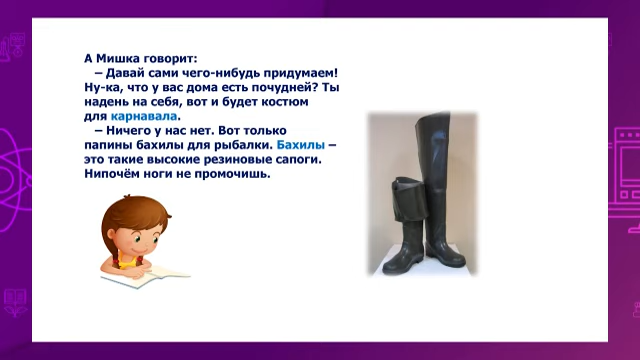 А Мишка говорит:
– Давай сами чего-нибудь придумаем!
Ну-ка, что у вас дома есть почудней? Ты
надень на себя, вот и будет костюм
для карнавала.
– Ничего у нас нет. Вот только
папины бахилы для рыбалки. Бахилы –
это такие высокие резиновые сапоги.
Нипочём ноги не промочишь.